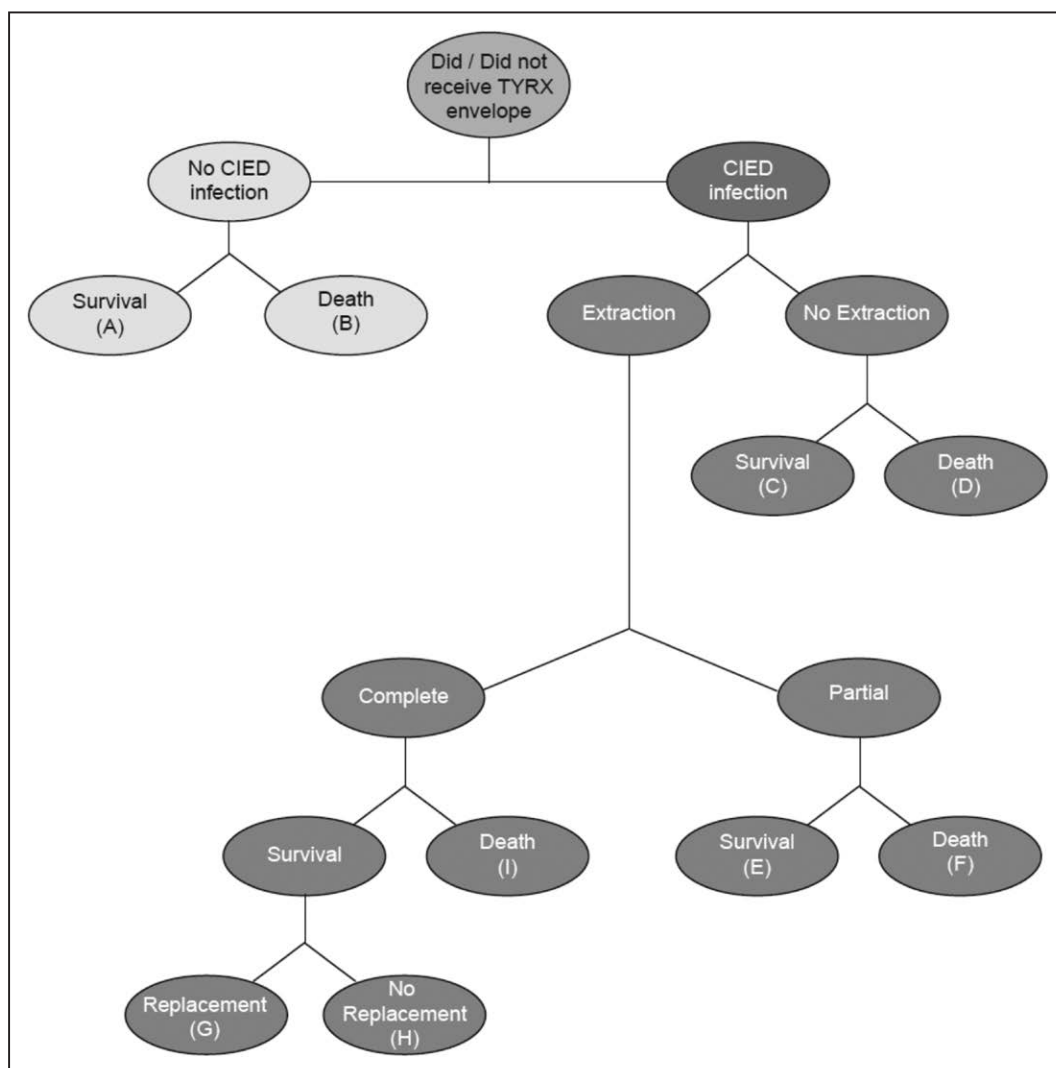 Did / Did not
receive TYRX
envelope
No CIED
infection
CIED
infection
Survival
(A)
Death
(B)
Extraction
No Extraction
Survival
(C)
Death
(D)
Complete
Partial
Survival
Death
(I)
Survival
(E)
Death
(F)
Replacement
(G)
No
Replacement
(H)